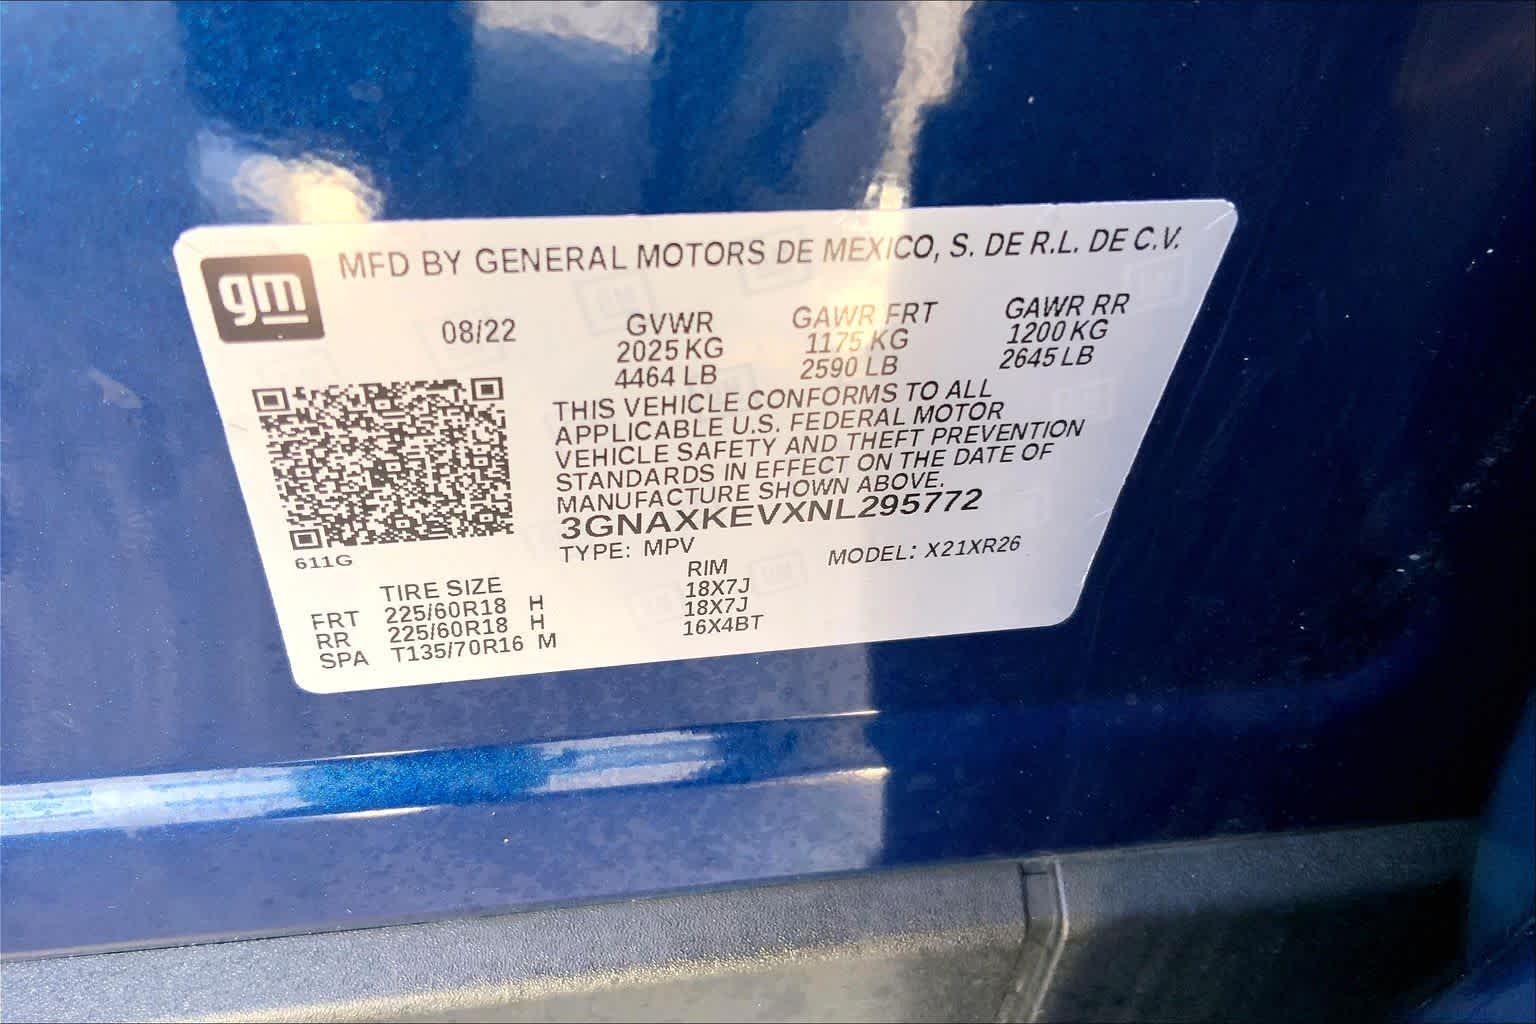 gm
MFD BY GENERAL MOTORS DE MEXICO, S. DE R.L. DE C.V.
08/22 GVWR GAWR FRT GAWR RR
2025 KG 1175 KG 1200 KG
4464 LB 2590 LB 2645 LB
THIS VEHICLE CONFORMS TO ALL
APPLICABLE U.S. FEDERAL MOTOR
VEHICLE SAFETY AND THEFT PREVENTION
STANDARDS IN EFFECT ON THE DATE OF
MANUFACTURE SHOWN ABOVE.
3GNAXKEVXNL295772
TYPE: MPV MODEL: X21XR26
611G
TIRE SIZE RIM
FRT 225/60R18 H 18X7J
RR 225/60R18 H 18X7J
SPA T135/70R16 M 16X4BT